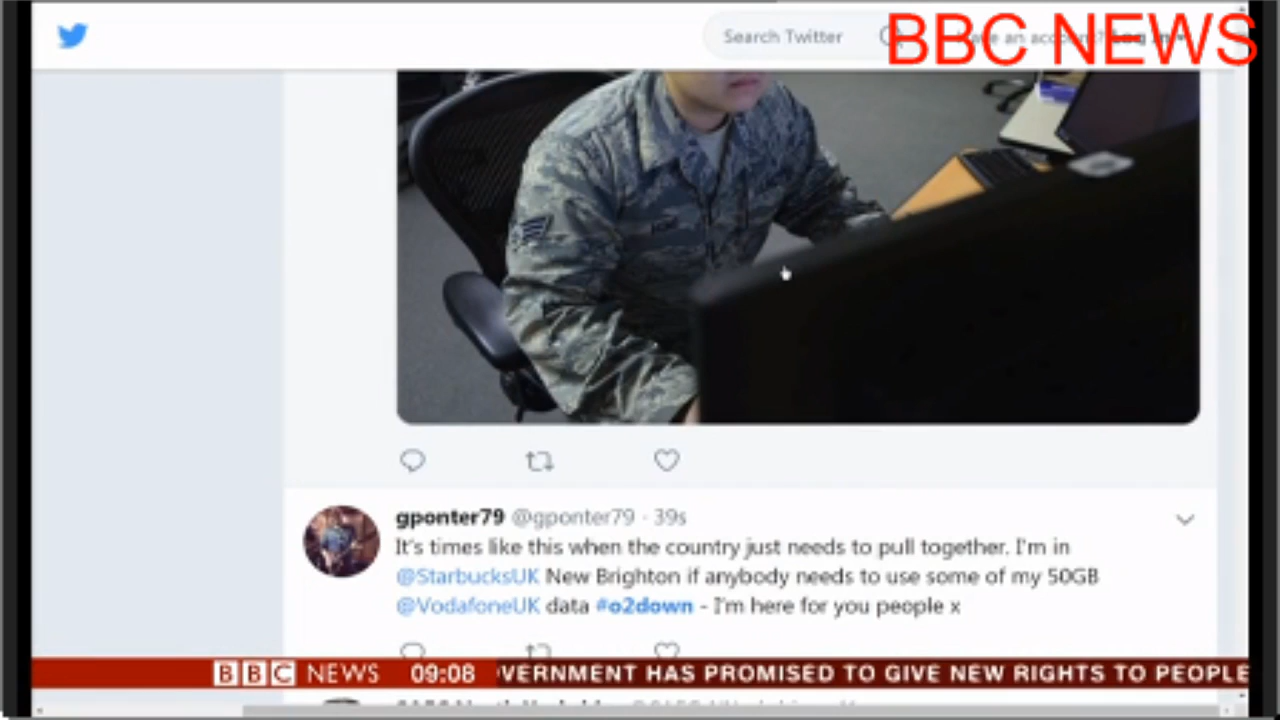 BBC NEWS
Search Twitter
gponter79 @gponter79 · 39s
It's times like this when the country just needs to pull together. I'm in
@StarbucksUK New Brighton if anybody needs to use some of my 50GB
@VodafoneUK data #o2down - I'm here for you people x
BBC NEWS 09:08 VERNMENT HAS PROMISED TO GIVE NEW RIGHTS TO PEOPLE